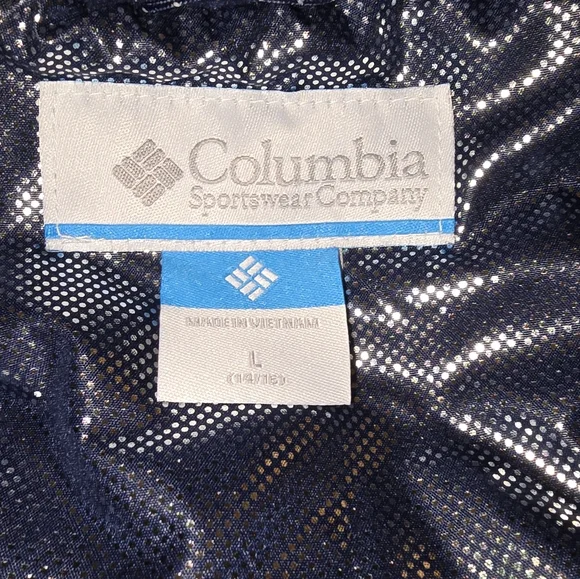 Columbia
Sportswear Company
MADE IN VIETNAM
L
(14/16)